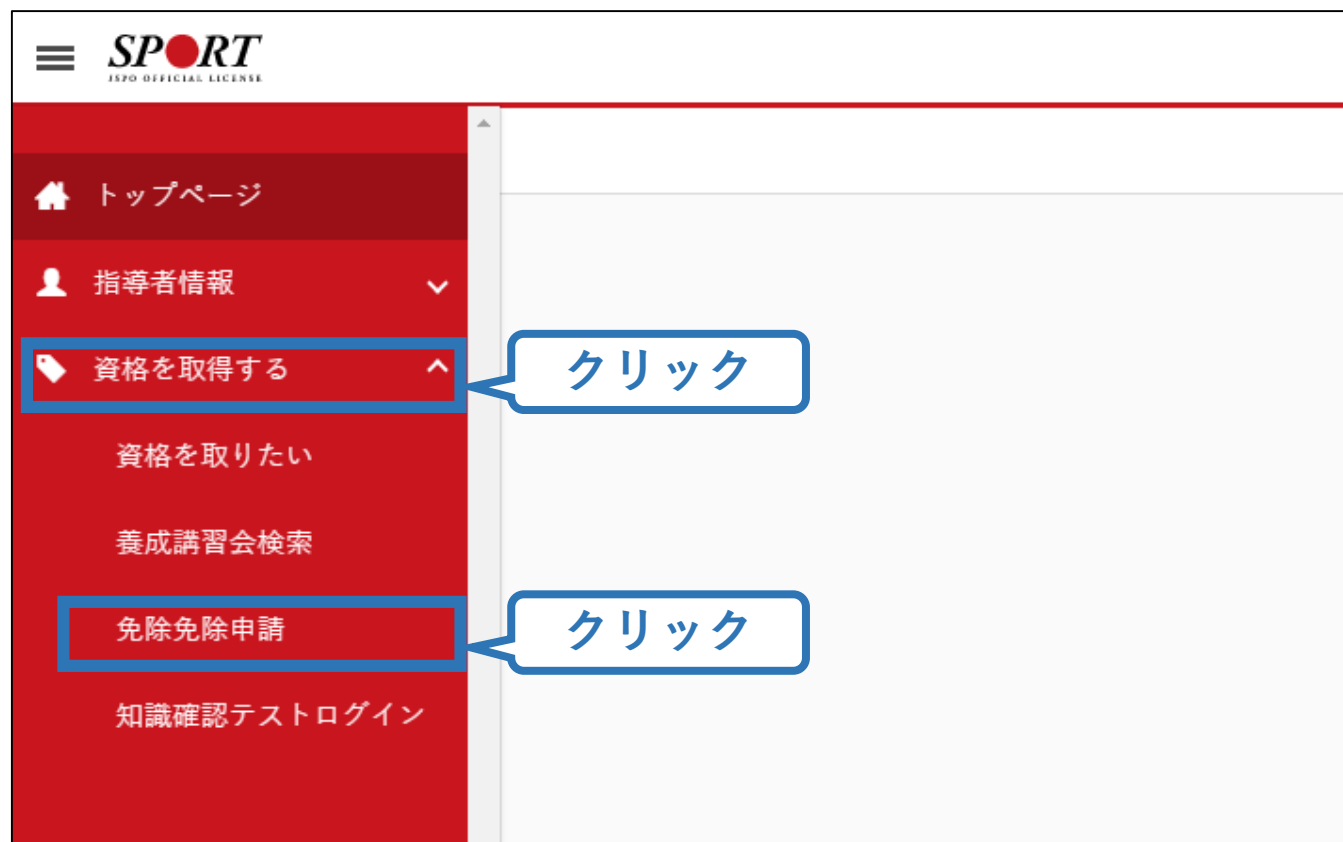 SPORT
JSPO OFFICIAL LICENSE
トップページ
指導者情報
資格を取得する
クリック
資格を取りたい
養成講習会検索
免除免除申請
クリック
知識確認テストログイン